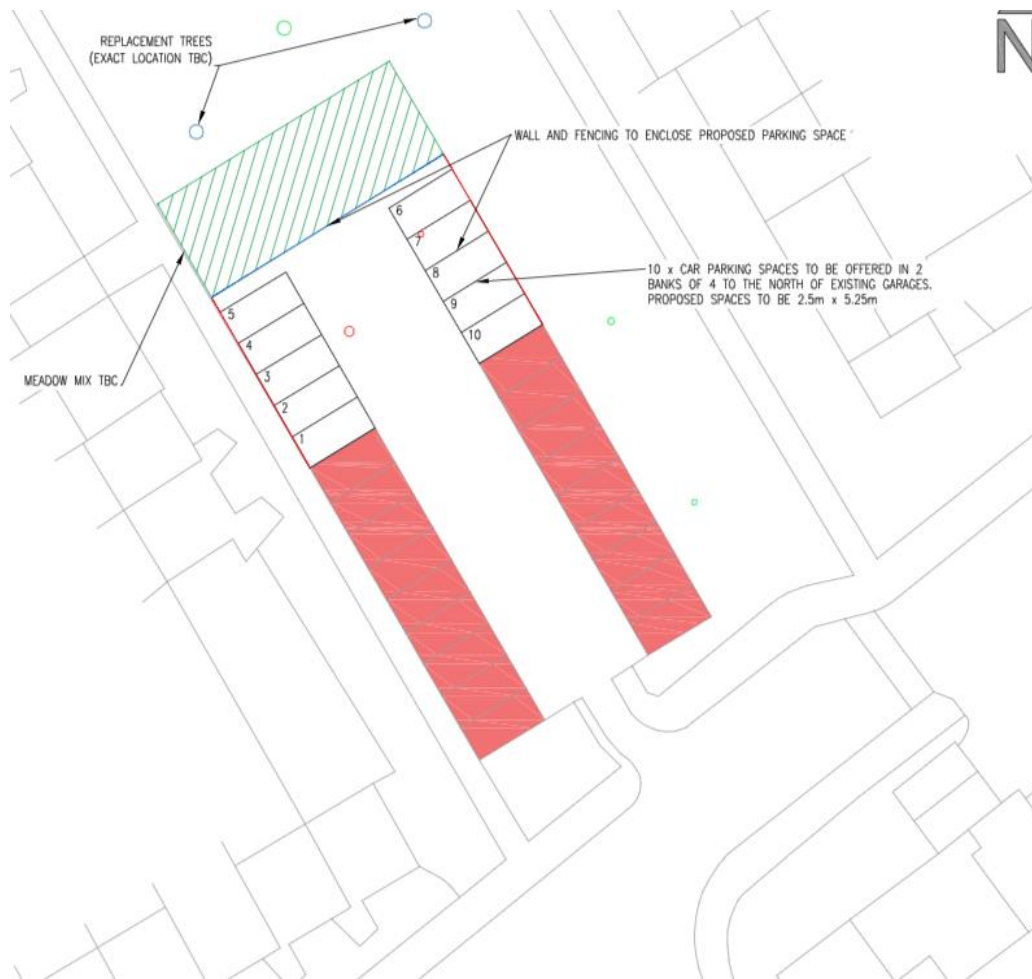 REPLACEMENT TREES
(EXACT LOCATION TBC)
N
WALL AND FENCING TO ENCLOSE PROPOSED PARKING SPACE
6
7
8
9
10
10 x CAR PARKING SPACES TO BE OFFERED IN 2
BANKS OF 4 TO THE NORTH OF EXISTING GARAGES.
PROPOSED SPACES TO BE 2.5m x 5.25m
5
4
3
2
1
MEADOW MIX TBC